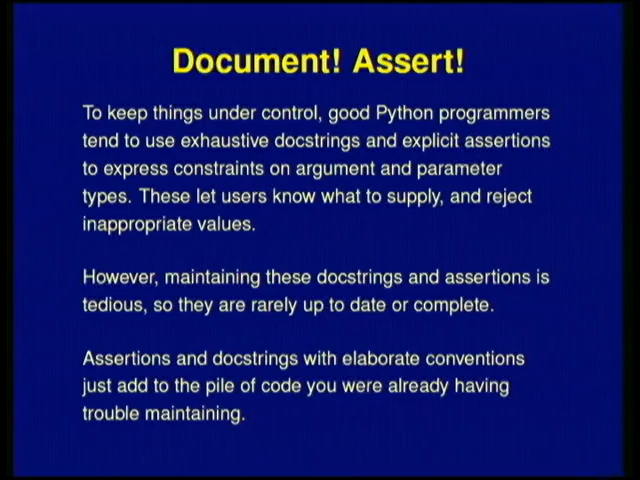 Document! Assert!
To keep things under control, good Python programmers
tend to use exhaustive docstrings and explicit assertions
to express constraints on argument and parameter
types. These let users know what to supply, and reject
inappropriate values.
However, maintaining these docstrings and assertions is
tedious, so they are rarely up to date or complete.
Assertions and docstrings with elaborate conventions
just add to the pile of code you were already having
trouble maintaining.